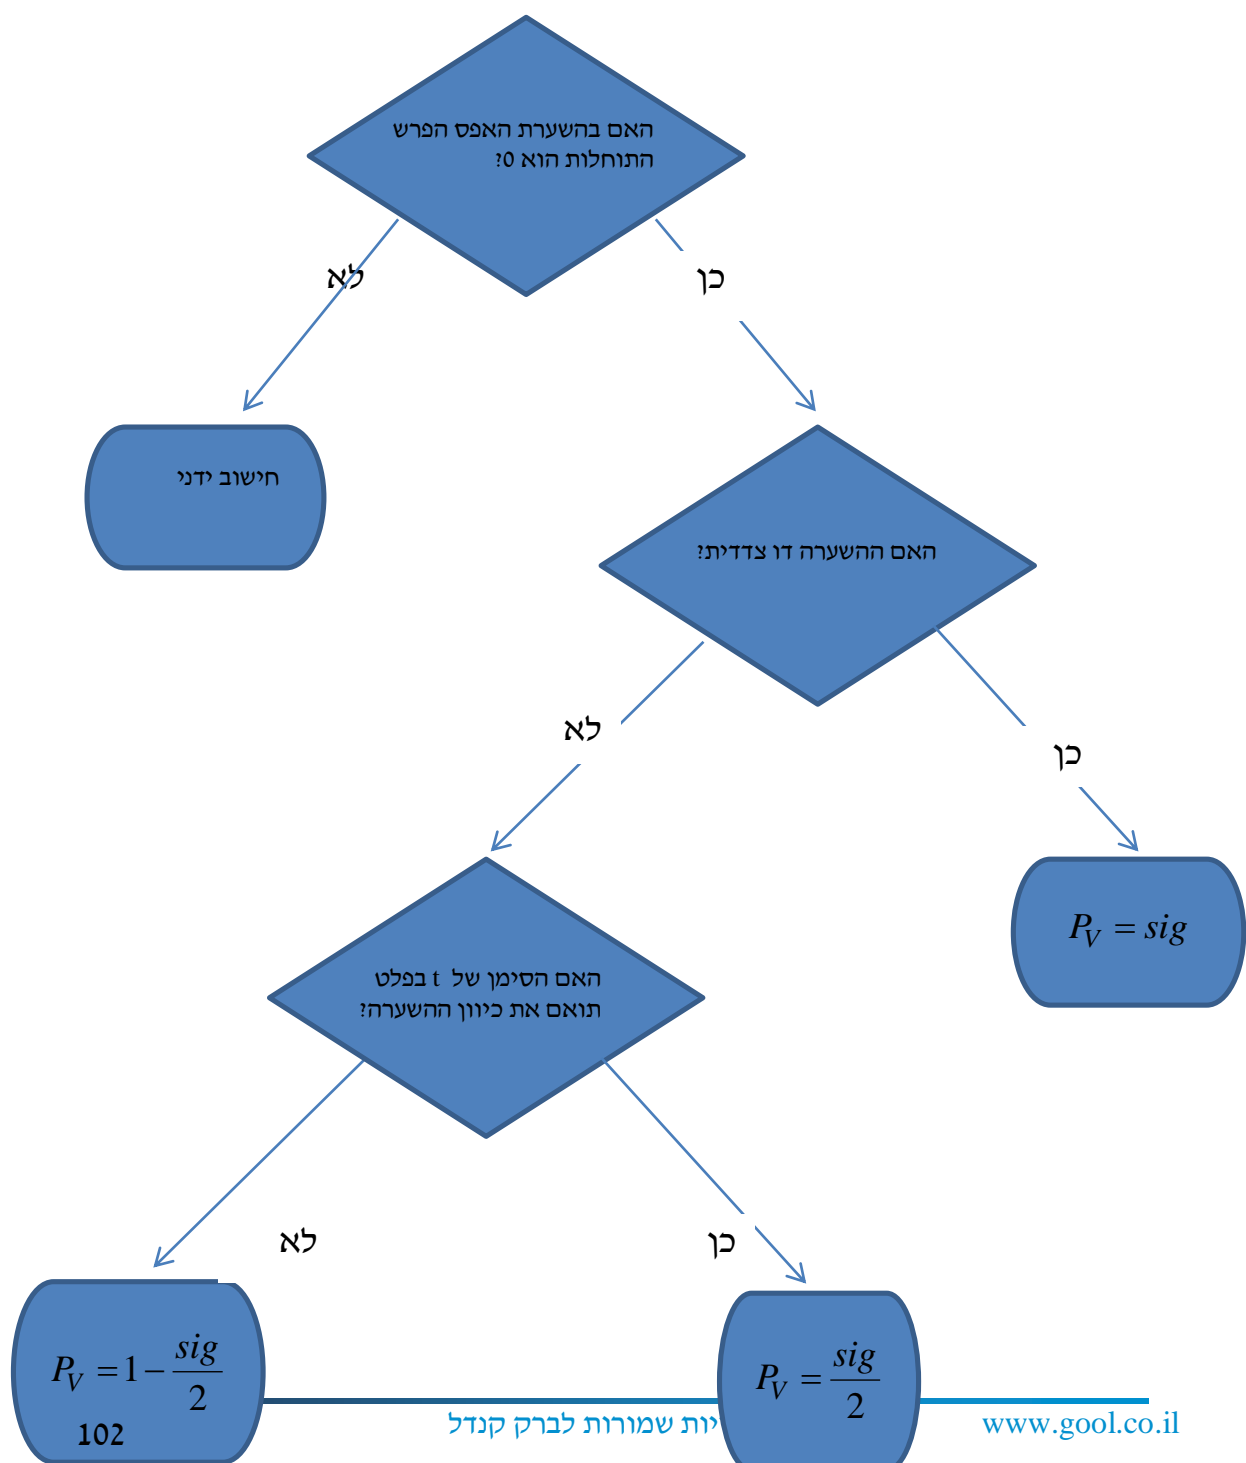 האם בהשערת האפס הפרש
התוחלות הוא 0?
לא
כן
חישוב ידני
האם ההשערה דו צדדית?
לא
כן
P_V = sig
האם הסימן של t בפלט
תואם את כיוון ההשערה?
לא
כן
P_V = 1 - sig/2
P_V = sig/2
102
יות שמורות לברק קנדל
www.gool.co.il